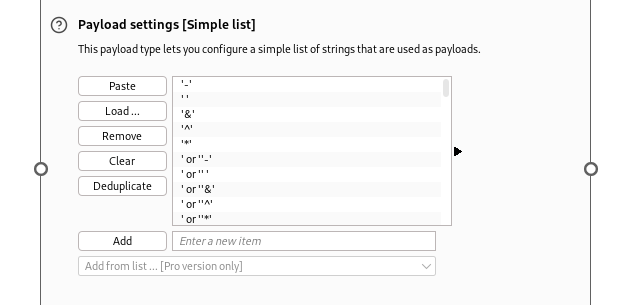 Payload settings [Simple list]
This payload type lets you configure a simple list of strings that are used as payloads.
Paste
Load ...
Remove
Clear
Deduplicate
'-'
' '
'&'
'^'
'*'
' or ''-'
' or '' '
' or ''&'
' or ''^'
' or ''*'
Add
Enter a new item
Add from list ... [Pro version only]